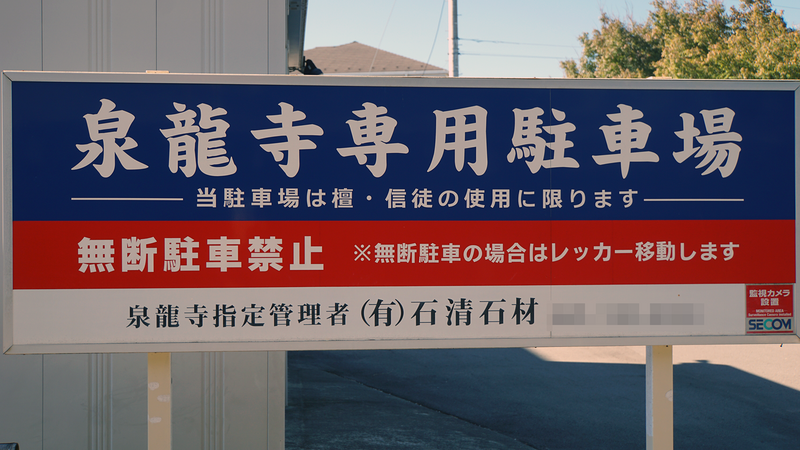 泉龍寺専用駐車場
当駐車場は檀・信徒の使用に限ります
無断駐車禁止 ※無断駐車の場合はレッカー移動します
泉龍寺指定管理者 (有)石清石材
監視カメラ
設置
SECOM